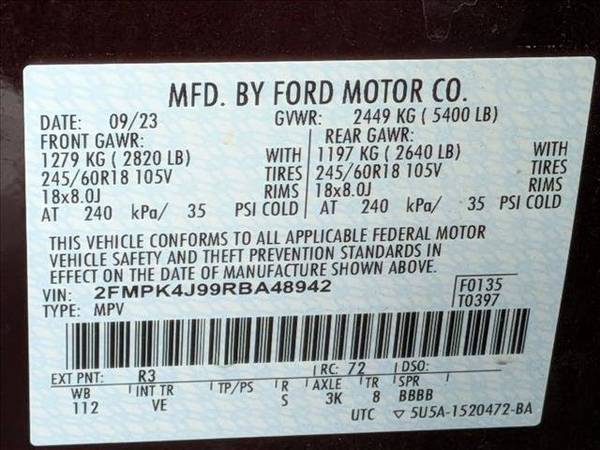 MFD. BY FORD MOTOR CO.
DATE: 09/23 GVWR: 2449 KG ( 5400 LB)
FRONT GAWR: REAR GAWR:
1279 KG ( 2820 LB) WITH 1197 KG ( 2640 LB) WITH
245/60R18 105V TIRES 245/60R18 105V TIRES
18x8.0J RIMS 18x8.0J RIMS
AT 240 kPa/ 35 PSI COLD AT 240 kPa/ 35 PSI COLD
THIS VEHICLE CONFORMS TO ALL APPLICABLE FEDERAL MOTOR
VEHICLE SAFETY AND THEFT PREVENTION STANDARDS IN
EFFECT ON THE DATE OF MANUFACTURE SHOWN ABOVE.
VIN: 2FMPK4J99RBA48942 F0135
TYPE: MPV T0397
EXT PNT: R3 RC: 72 DSO:
WB INT TR TP/PS R AXLE TR SPR
112 VE S 3K 8 BBBB
UTC ▽ 5U5A-1520472-BA